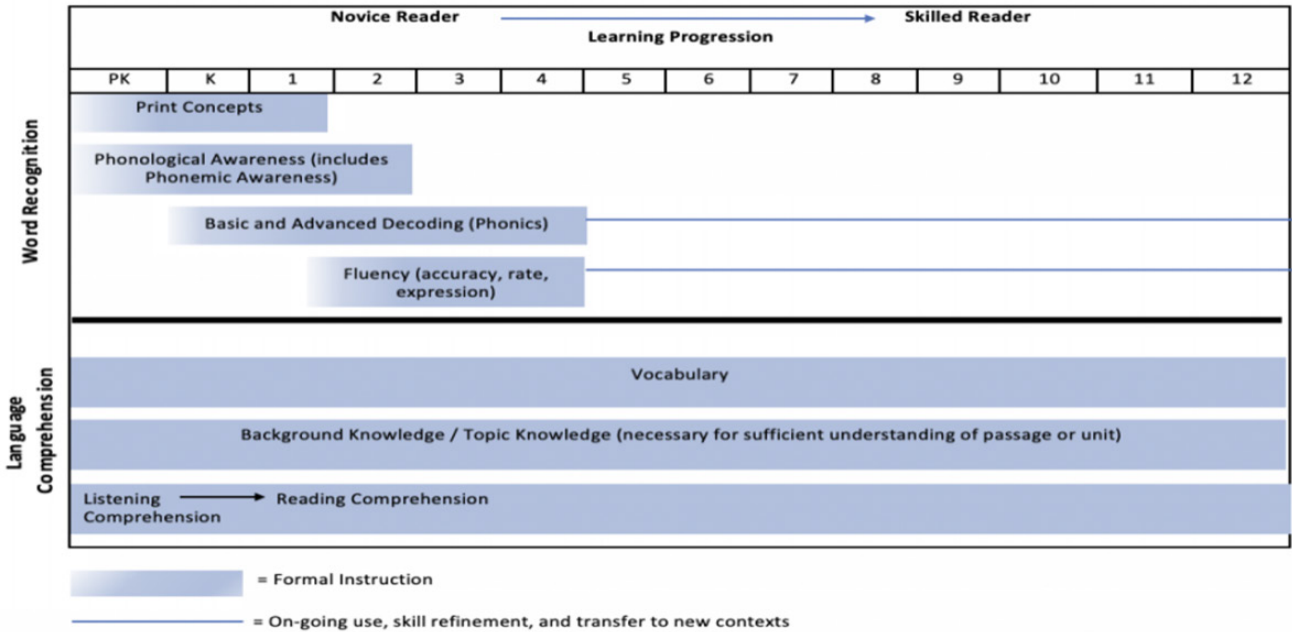 Novice Reader Skilled Reader
Learning Progression
PK K 1 2 3 4 5 6 7 8 9 10 11 12
Word Recognition
Print Concepts
Phonological Awareness (includes
Phonemic Awareness)
Basic and Advanced Decoding (Phonics)
Fluency (accuracy, rate,
expression)
Language
Comprehension
Vocabulary
Background Knowledge / Topic Knowledge (necessary for sufficient understanding of passage or unit)
Listening Reading Comprehension
Comprehension
= Formal Instruction
= On-going use, skill refinement, and transfer to new contexts